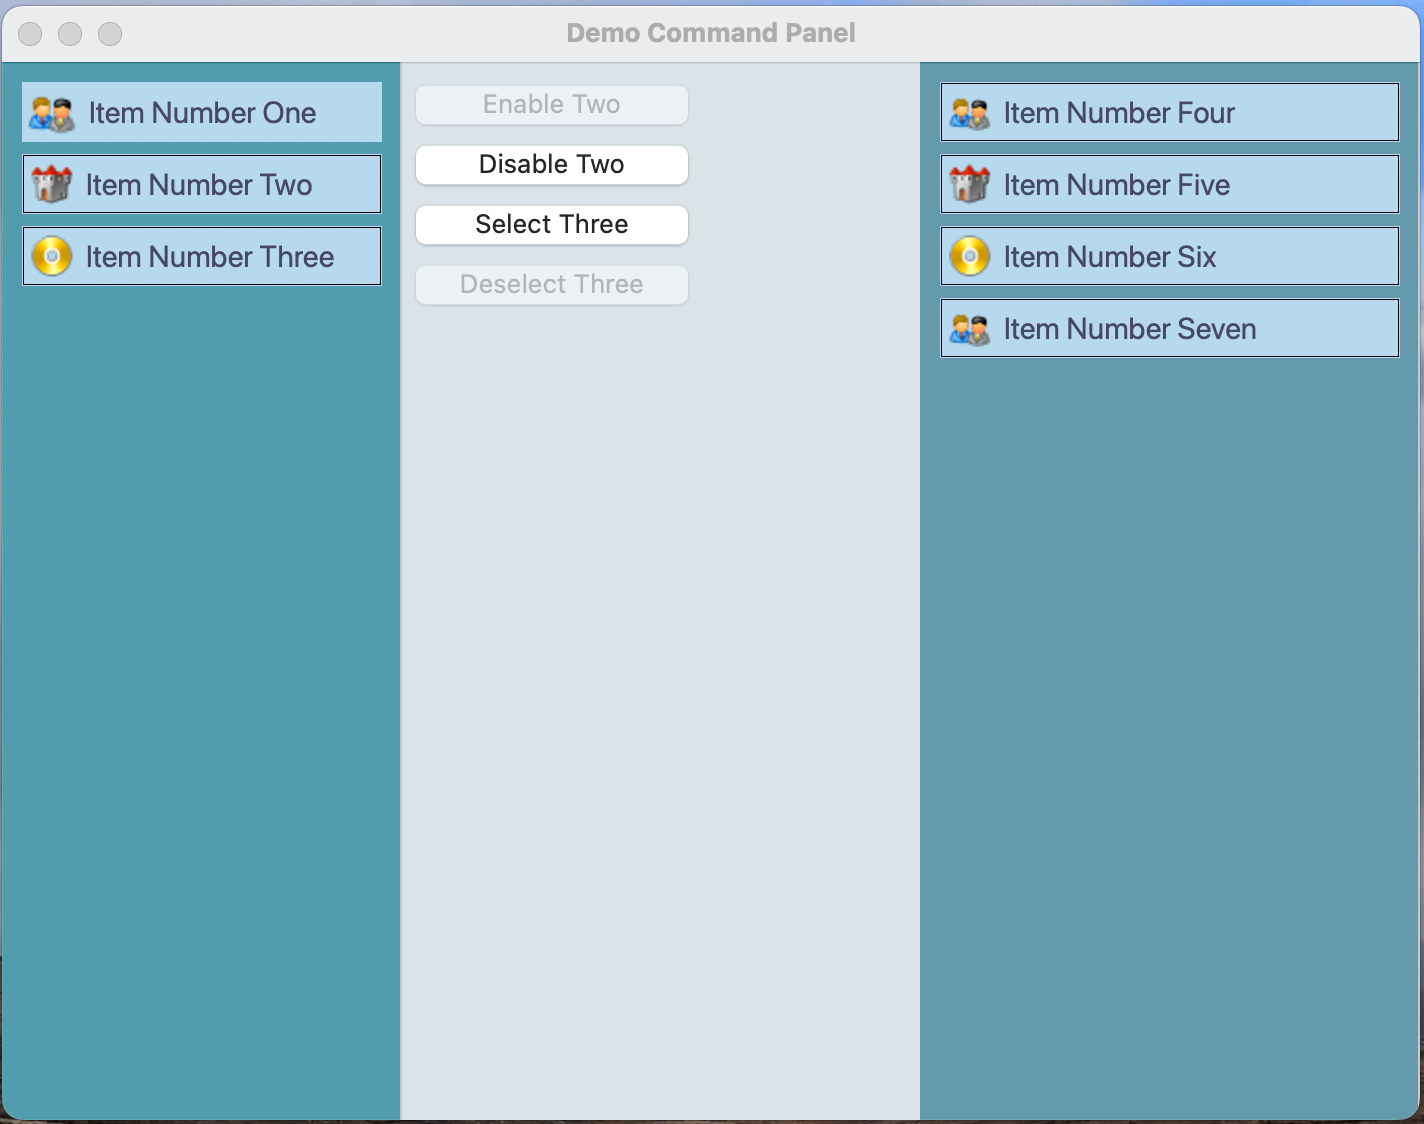 Demo Command Panel
Item Number One
Item Number Two
Item Number Three
Enable Two
Disable Two
Select Three
Deselect Three
Item Number Four
Item Number Five
Item Number Six
Item Number Seven